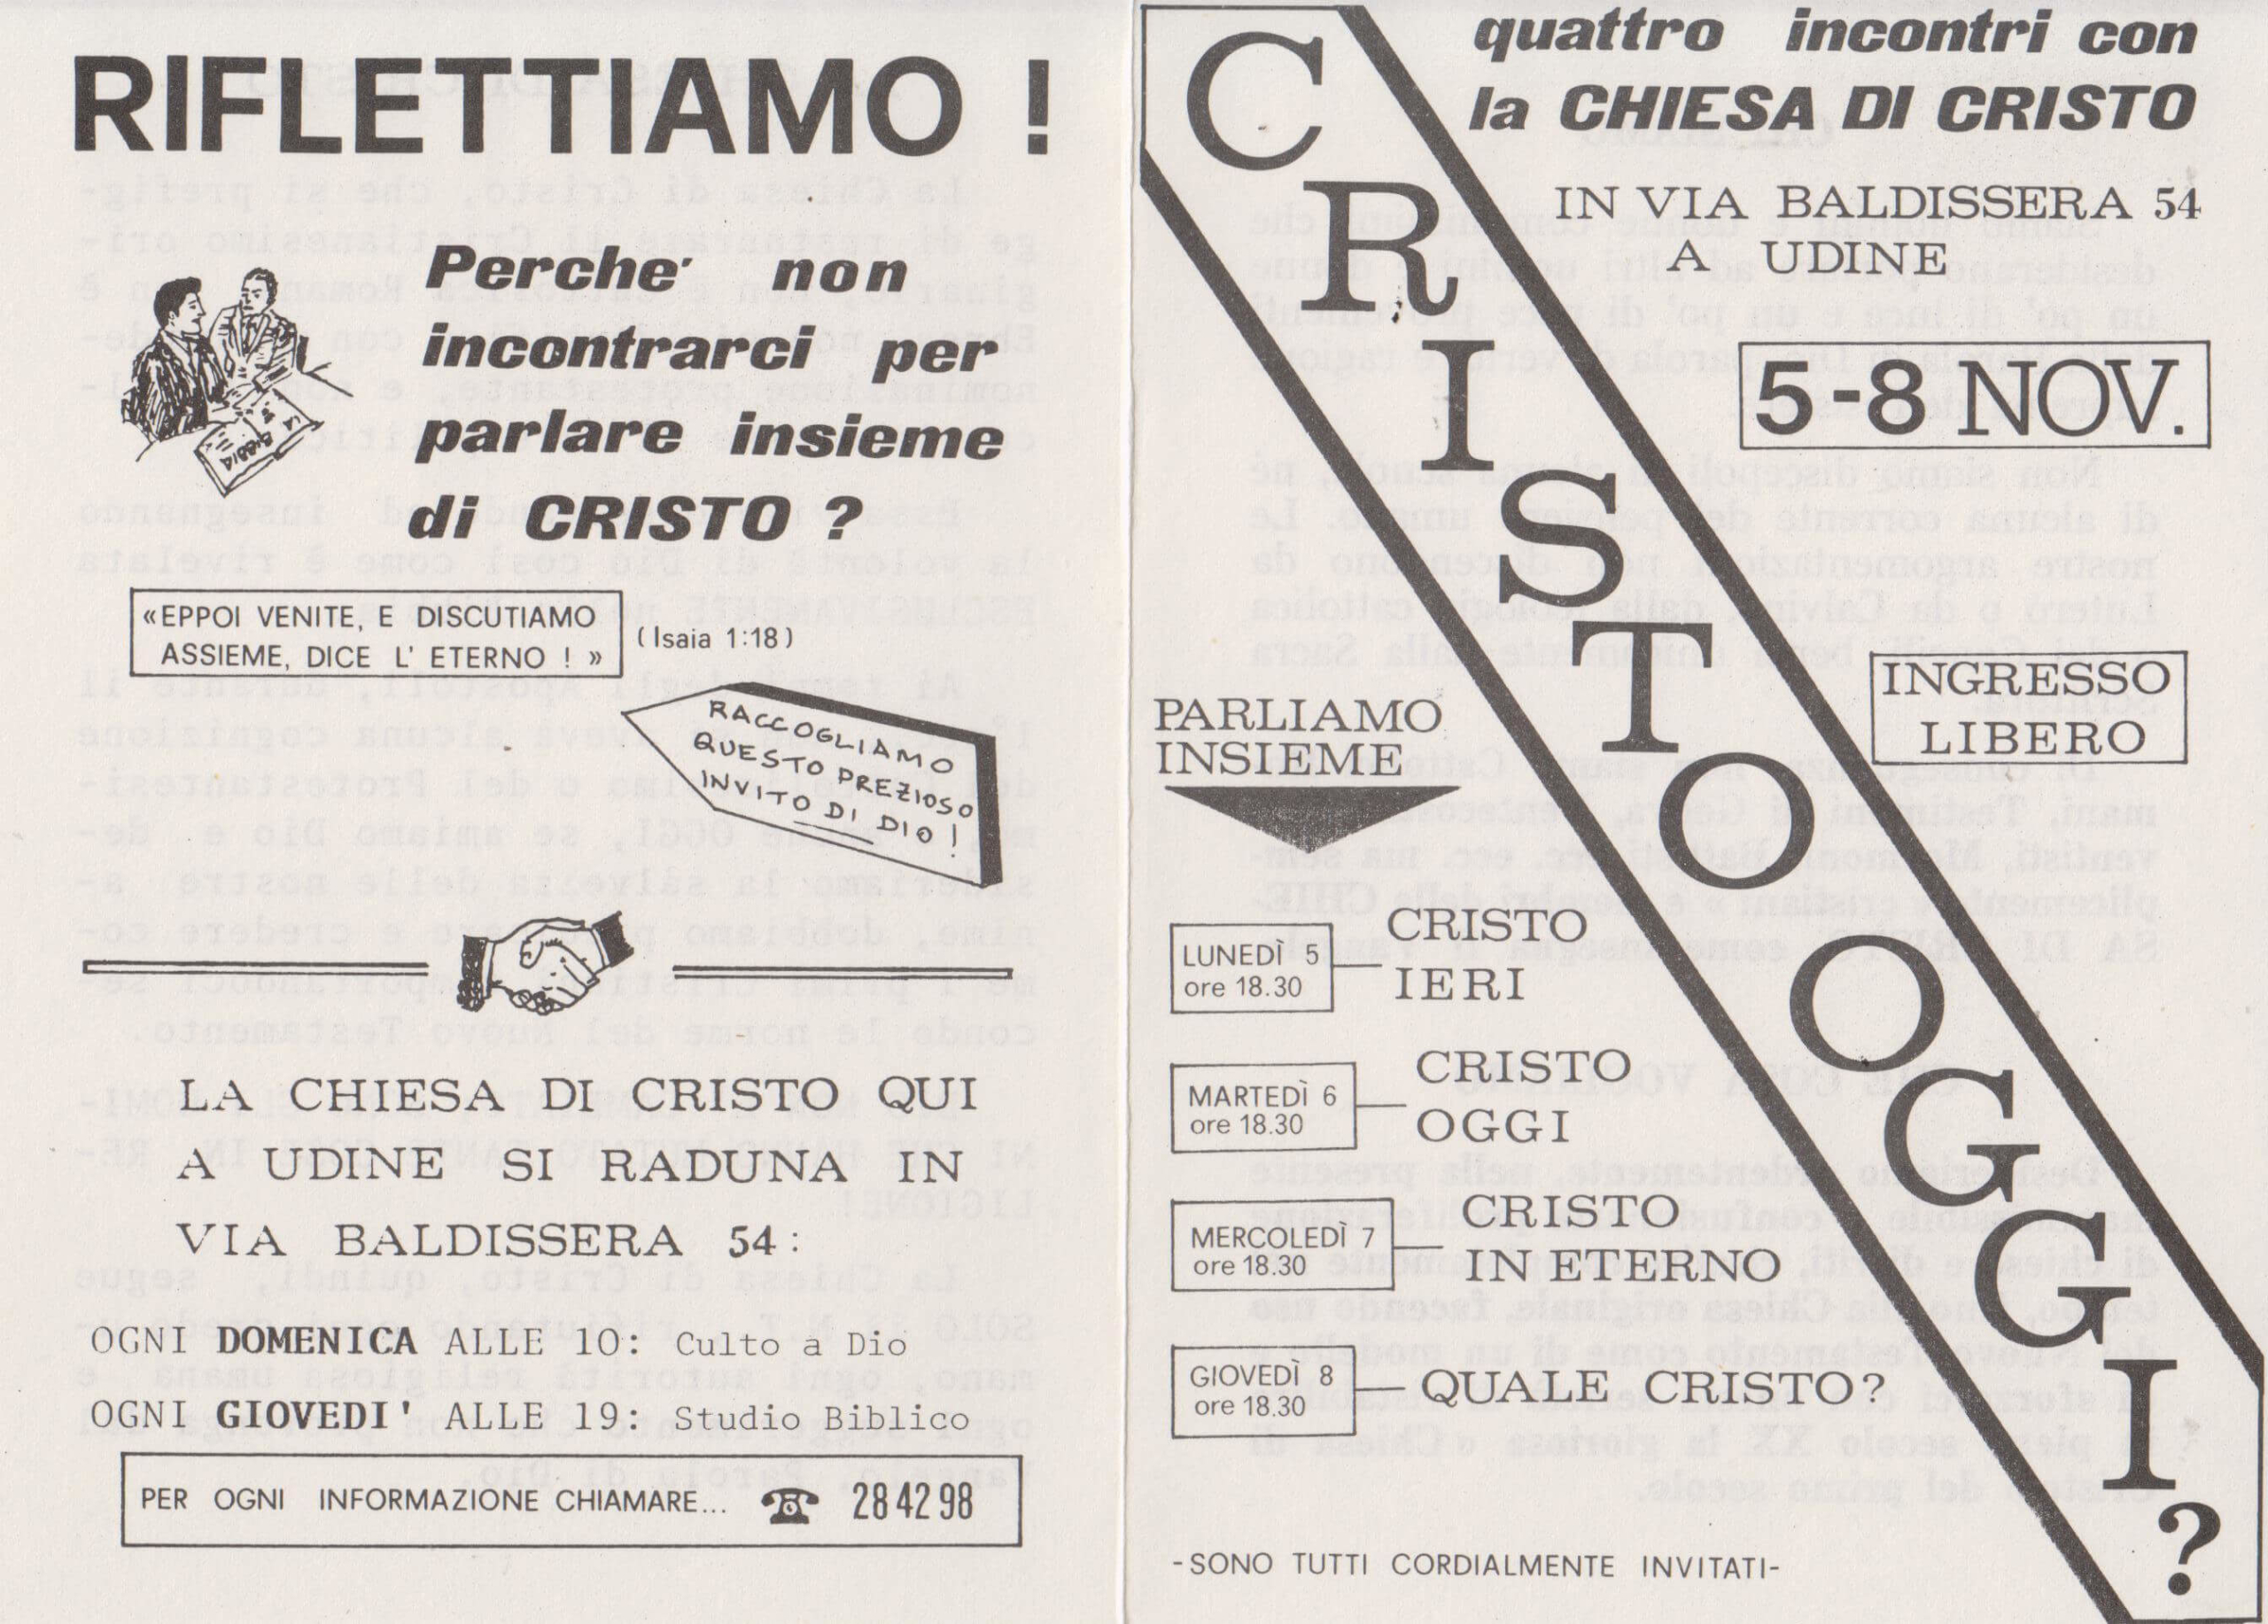 RIFLETTIAMO !
Perche' non
incontrarci per
parlare insieme
di CRISTO ?
LA BIBBIA
«EPPOI VENITE, E DISCUTIAMO
ASSIEME, DICE L' ETERNO ! »
(Isaia 1:18)
RACCOGLIAMO
QUESTO PREZIOSO
INVITO DI DIO !
LA CHIESA DI CRISTO QUI
A UDINE SI RADUNA IN
VIA BALDISSERA 54:
OGNI DOMENICA ALLE 10: Culto a Dio
OGNI GIOVEDI' ALLE 19: Studio Biblico
PER OGNI INFORMAZIONE CHIAMARE... 28 42 98
quattro incontri con
la CHIESA DI CRISTO
IN VIA BALDISSERA 54
A UDINE
5-8 NOV.
CRISTO OGGI?
INGRESSO
LIBERO
PARLIAMO
INSIEME
LUNEDÌ 5
ore 18.30
CRISTO
IERI
MARTEDÌ 6
ore 18.30
CRISTO
OGGI
MERCOLEDÌ 7
ore 18.30
CRISTO
IN ETERNO
GIOVEDÌ 8
ore 18.30
QUALE CRISTO?
-SONO TUTTI CORDIALMENTE INVITATI-